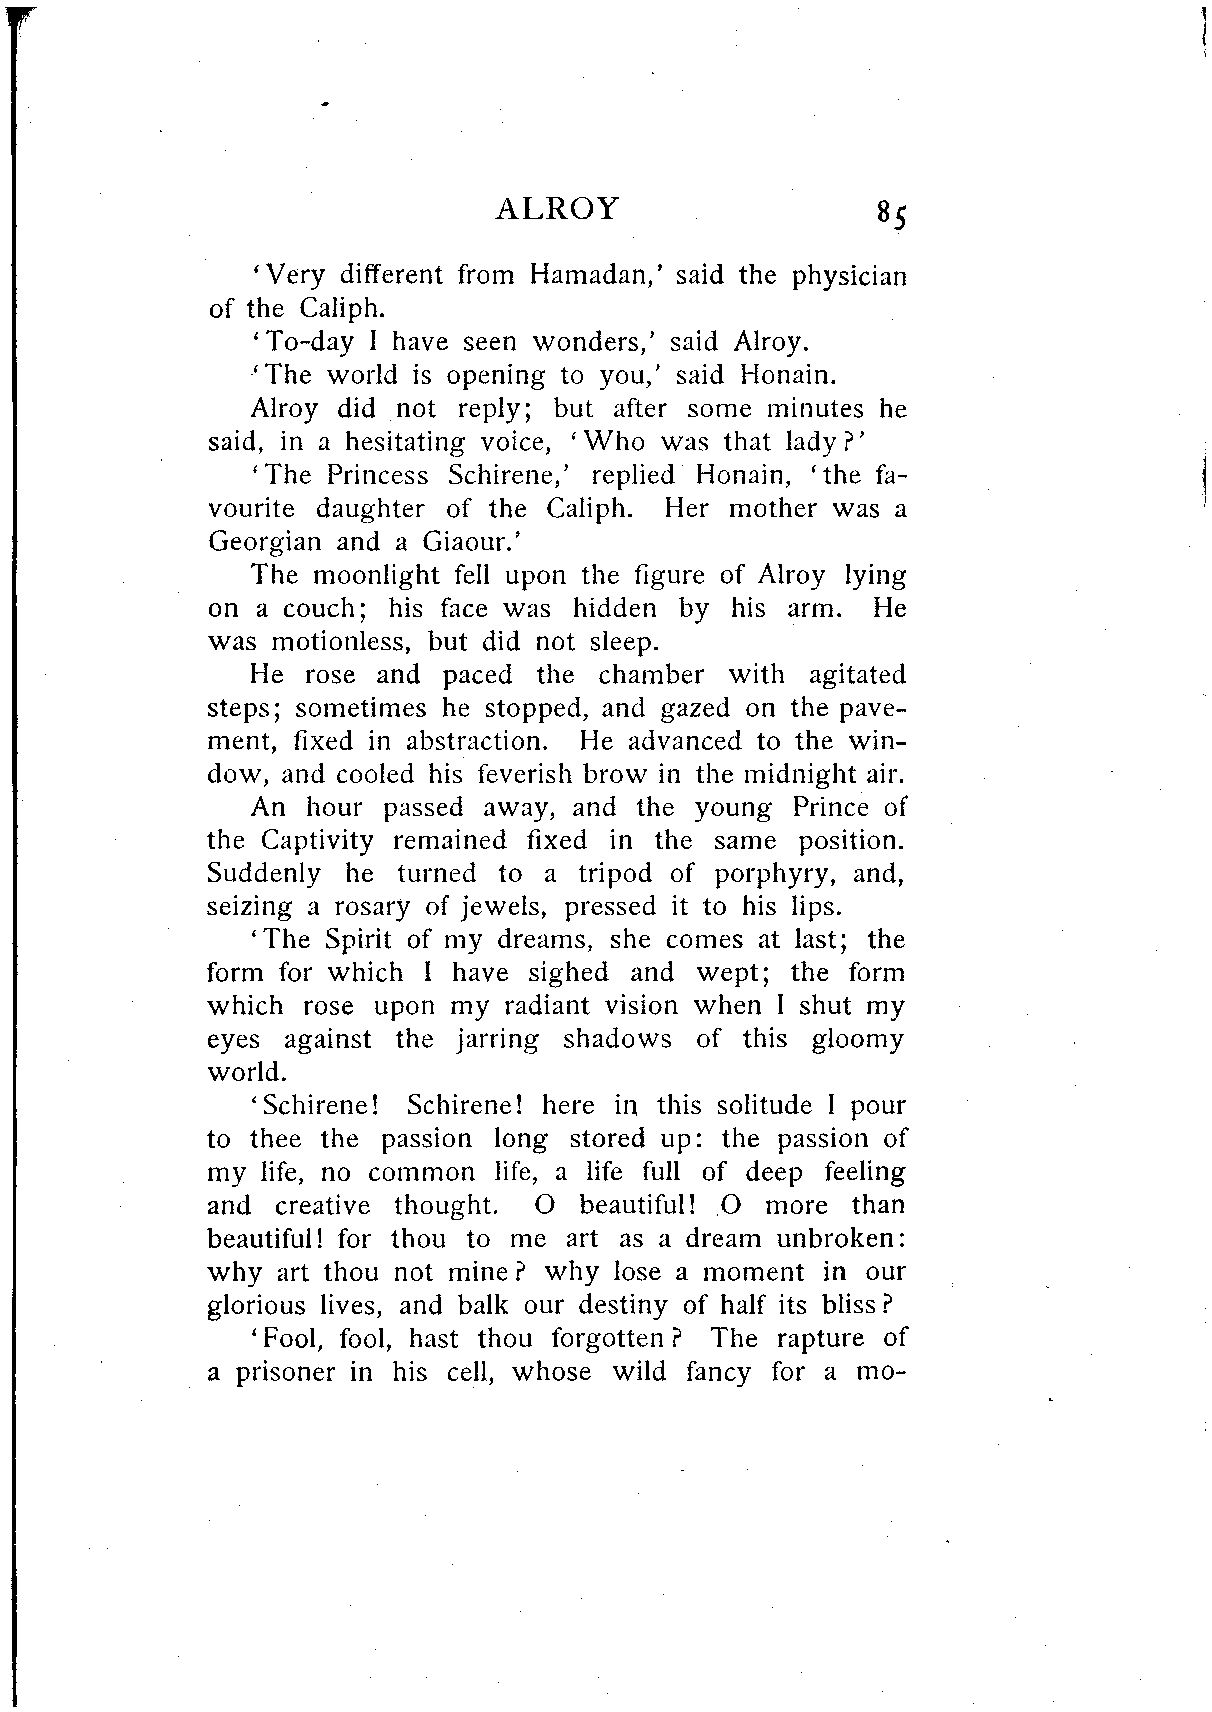 ALROY 85
‘Very different from Hamadan,’ said the physician
of the Caliph.
‘To-day I have seen wonders,’ said Alroy.
‘The world is opening to you,’ said Honain.
Alroy did not reply; but after some minutes he
said, in a hesitating voice, ‘Who was that lady?’
‘The Princess Schirene,’ replied Honain, ‘the fa-
vourite daughter of the Caliph. Her mother was a
Georgian and a Giaour.’
The moonlight fell upon the figure of Alroy lying
on a couch; his face was hidden by his arm. He
was motionless, but did not sleep.
He rose and paced the chamber with agitated
steps; sometimes he stopped, and gazed on the pave-
ment, fixed in abstraction. He advanced to the win-
dow, and cooled his feverish brow in the midnight air.
An hour passed away, and the young Prince of
the Captivity remained fixed in the same position.
Suddenly he turned to a tripod of porphyry, and,
seizing a rosary of jewels, pressed it to his lips.
‘The Spirit of my dreams, she comes at last; the
form for which I have sighed and wept; the form
which rose upon my radiant vision when I shut my
eyes against the jarring shadows of this gloomy
world.
‘Schirene! Schirene! here in this solitude I pour
to thee the passion long stored up: the passion of
my life, no common life, a life full of deep feeling
and creative thought. O beautiful! O more than
beautiful! for thou to me art as a dream unbroken:
why art thou not mine? why lose a moment in our
glorious lives, and balk our destiny of half its bliss?
‘Fool, fool, hast thou forgotten? The rapture of
a prisoner in his cell, whose wild fancy for a mo-